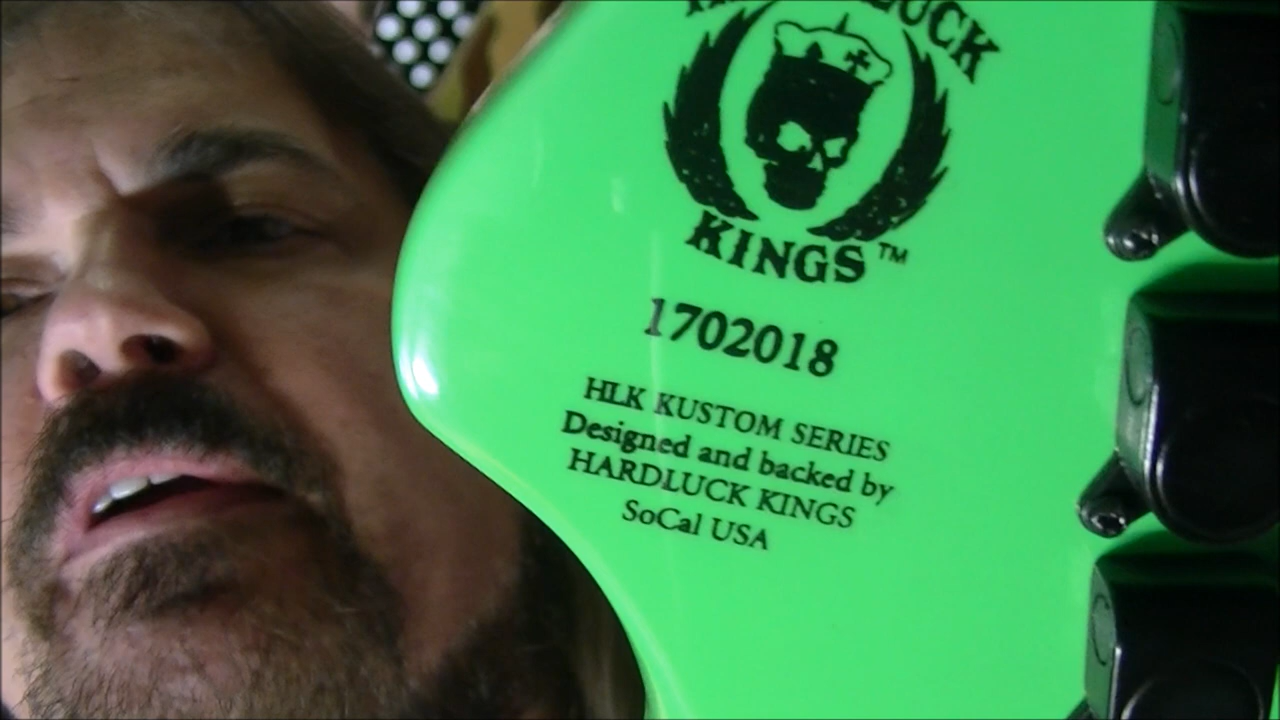 KINGS™
1702018
HLK KUSTOM SERIES
Designed and backed by
HARDLUCK KINGS
SoCal USA